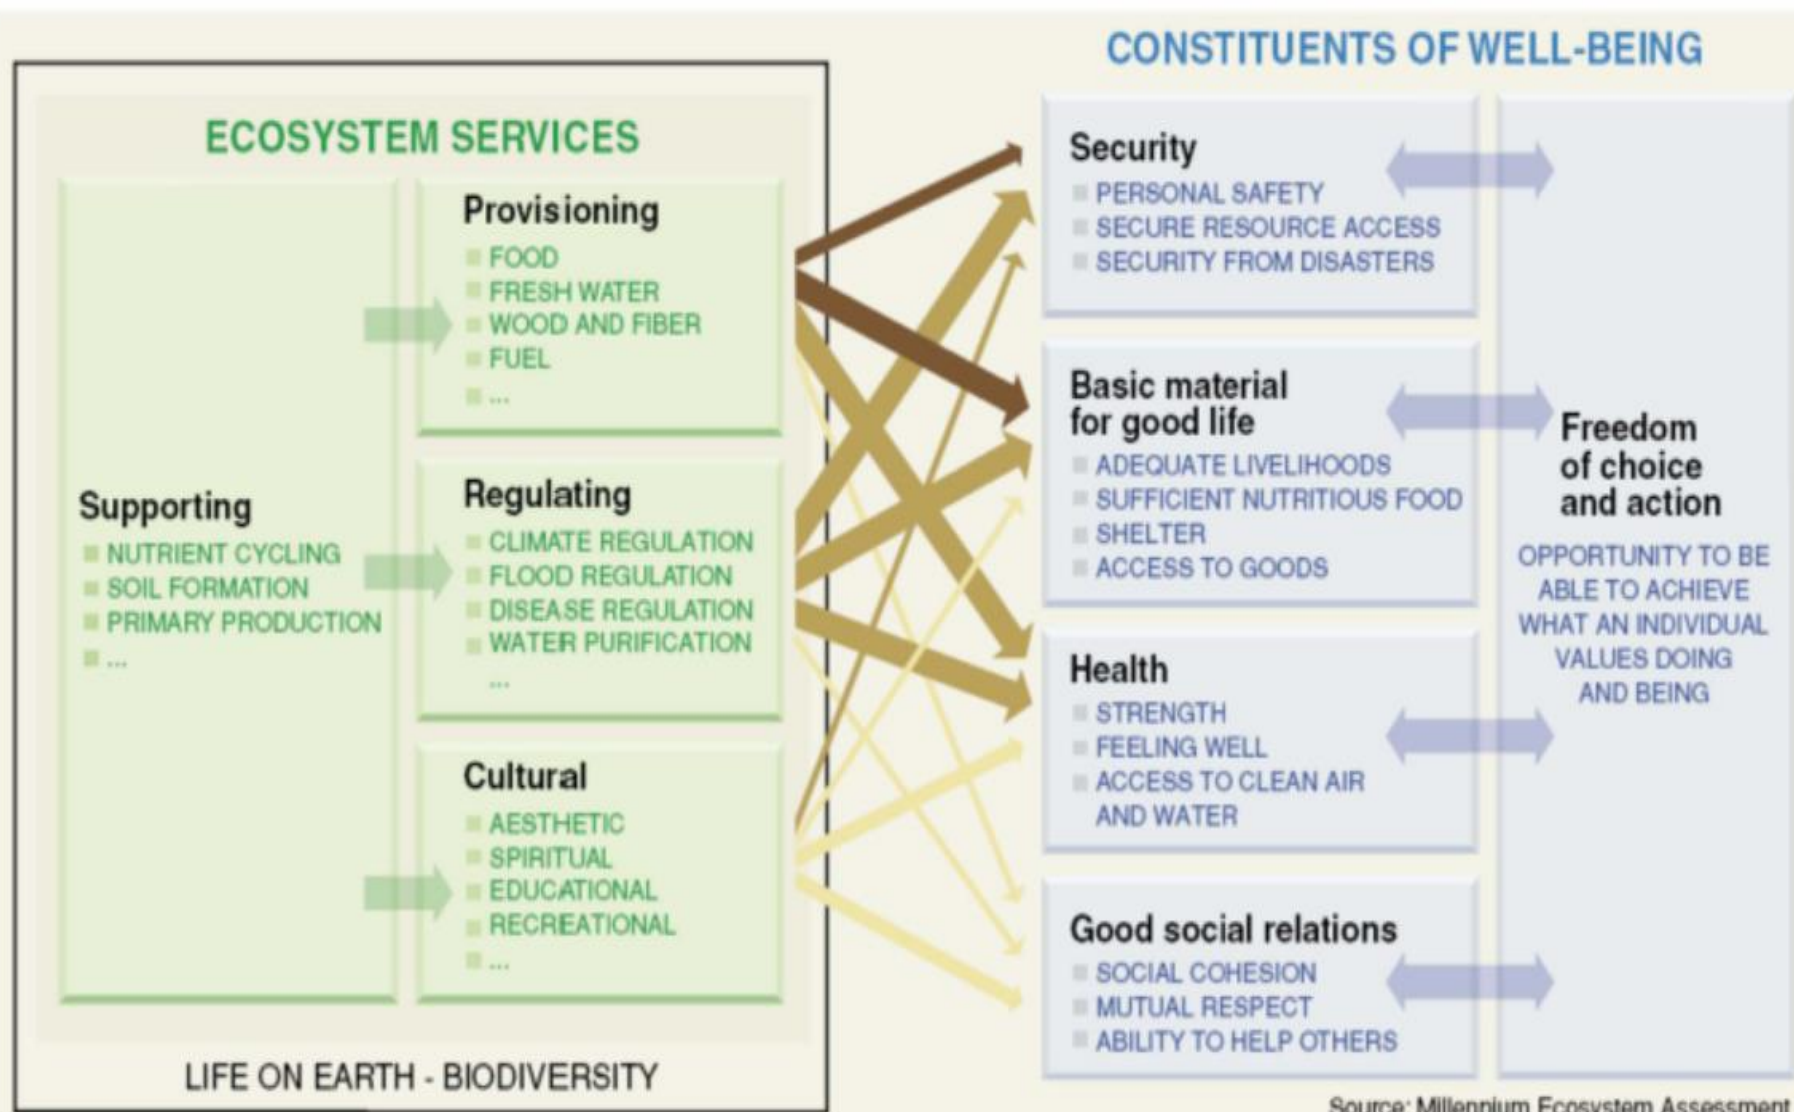 CONSTITUENTS OF WELL-BEING
ECOSYSTEM SERVICES
Supporting
NUTRIENT CYCLING
SOIL FORMATION
PRIMARY PRODUCTION
...
Provisioning
FOOD
FRESH WATER
WOOD AND FIBER
FUEL
...
Regulating
CLIMATE REGULATION
FLOOD REGULATION
DISEASE REGULATION
WATER PURIFICATION
...
Cultural
AESTHETIC
SPIRITUAL
EDUCATIONAL
RECREATIONAL
...
LIFE ON EARTH - BIODIVERSITY
Security
PERSONAL SAFETY
SECURE RESOURCE ACCESS
SECURITY FROM DISASTERS
Basic material
for good life
ADEQUATE LIVELIHOODS
SUFFICIENT NUTRITIOUS FOOD
SHELTER
ACCESS TO GOODS
Health
STRENGTH
FEELING WELL
ACCESS TO CLEAN AIR
AND WATER
Good social relations
SOCIAL COHESION
MUTUAL RESPECT
ABILITY TO HELP OTHERS
Freedom
of choice
and action
OPPORTUNITY TO BE
ABLE TO ACHIEVE
WHAT AN INDIVIDUAL
VALUES DOING
AND BEING
Source: Millennium Ecosystem Assessment